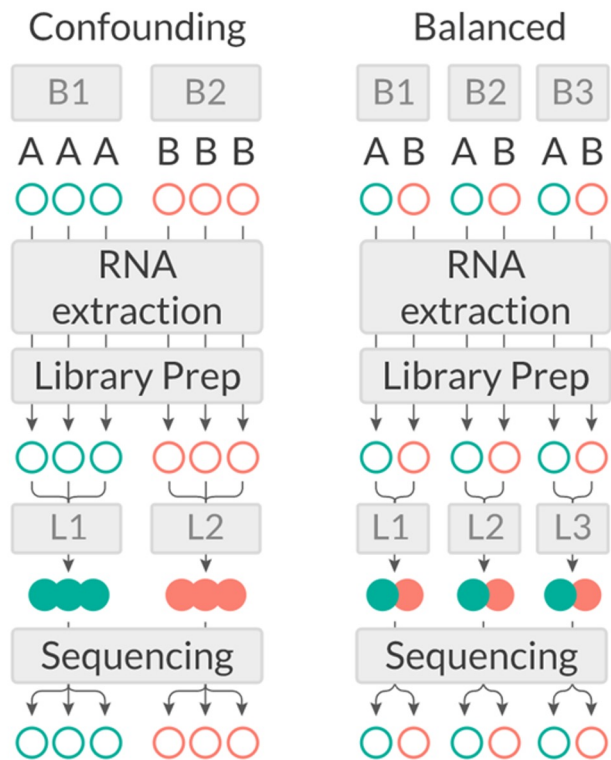 Confounding
B1 B2
A A A B B B
RNA
extraction
Library Prep
L1 L2
Sequencing
Balanced
B1 B2 B3
A B A B A B
RNA
extraction
Library Prep
L1 L2 L3
Sequencing